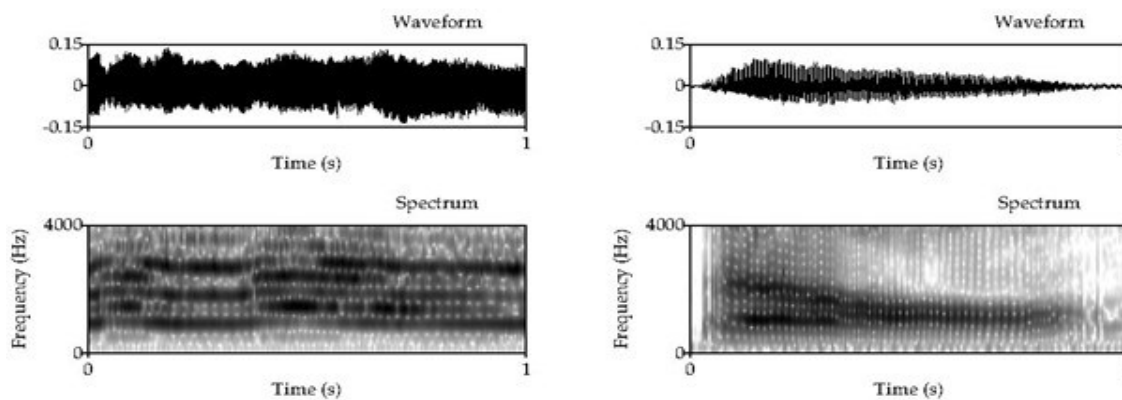 Waveform
0.15
0
-0.15
0
1
Time (s)
Spectrum
4000
Frequency (Hz)
0
0
1
Time (s)
Waveform
0.15
0
-0.15
0
Time (s)
Spectrum
4000
Frequency (Hz)
0
0
Time (s)